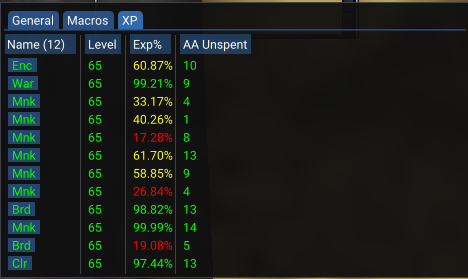 General Macros XP
Name (12) Level Exp% AA Unspent
Enc 65 60.87% 10
War 65 99.21% 9
Mnk 65 33.17% 4
Mnk 65 40.26% 1
Mnk 65 17.28% 8
Mnk 65 61.70% 13
Mnk 65 58.85% 9
Mnk 65 26.84% 4
Brd 65 98.82% 13
Mnk 65 99.99% 14
Brd 65 19.08% 5
Clr 65 97.44% 13